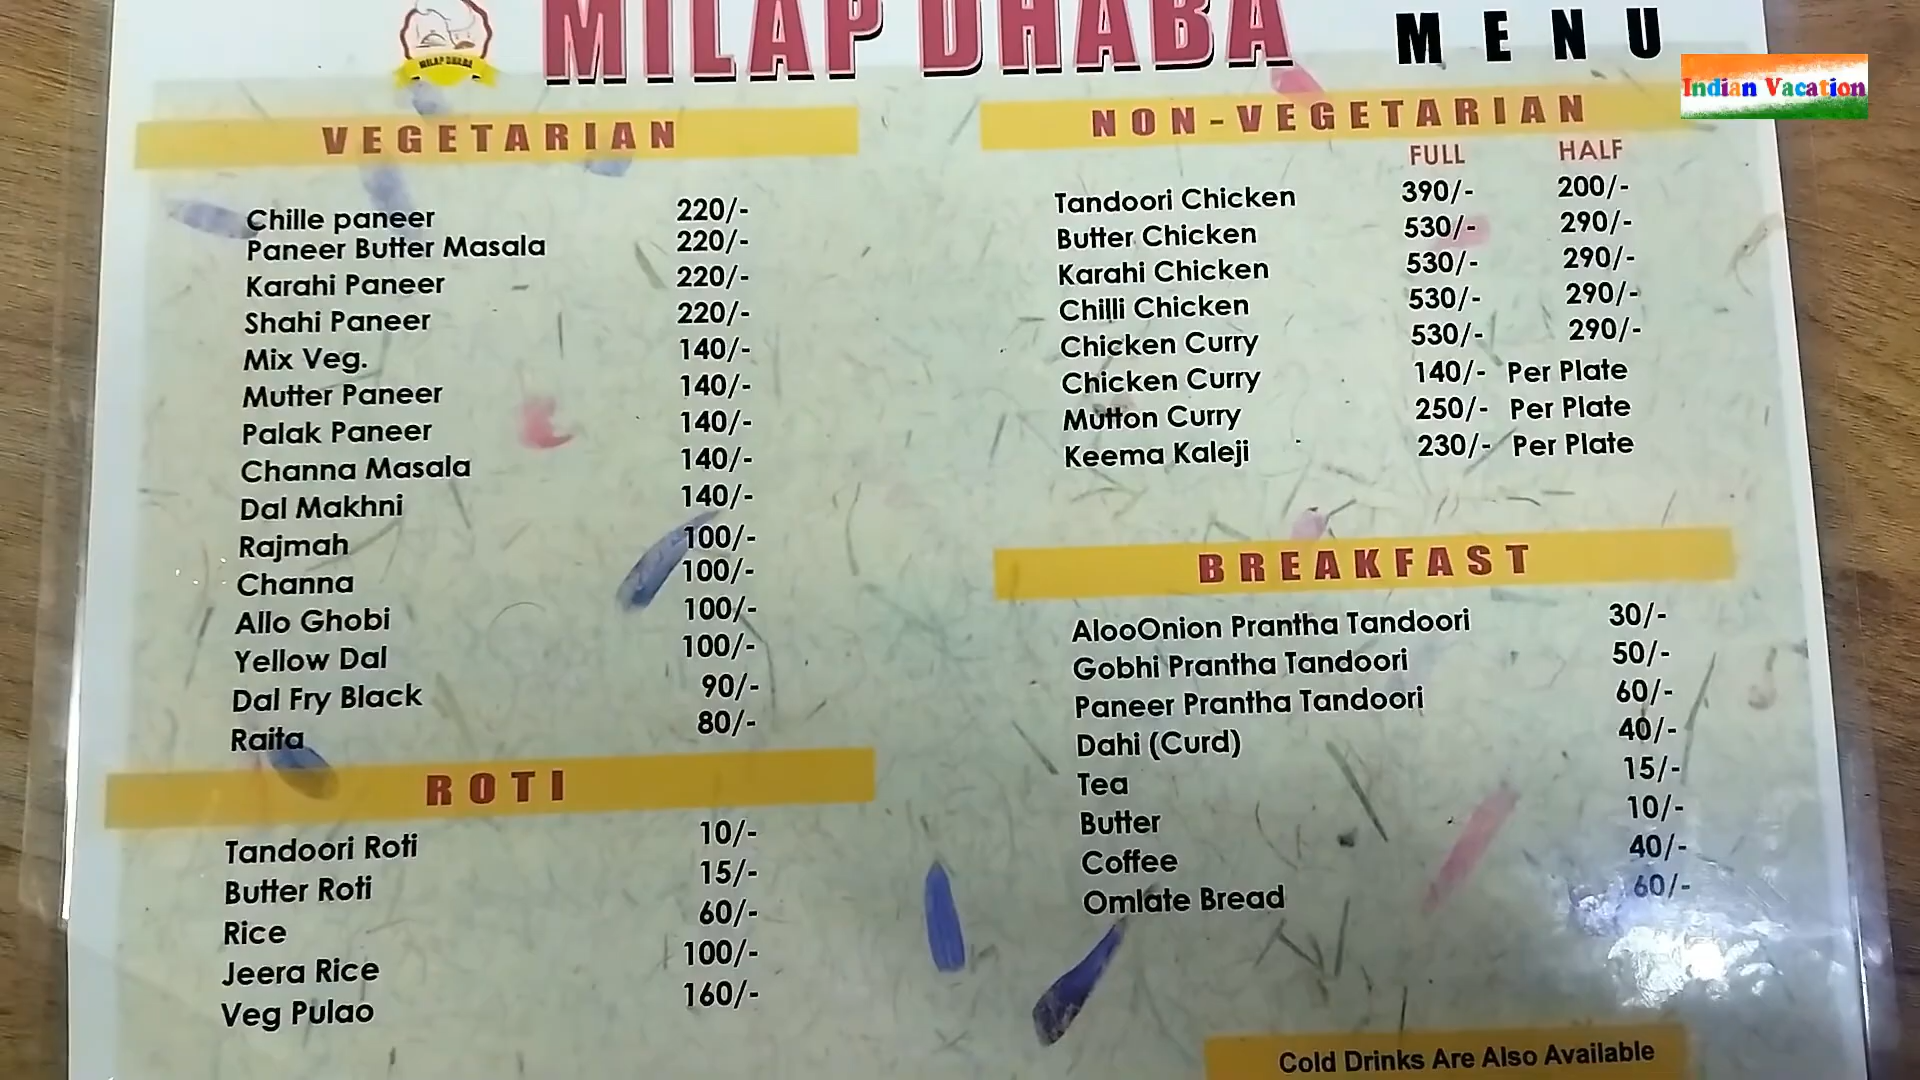 MILAP DHABA MENU
MILAP DHABA
Indian Vacation
VEGETARIAN
Chille paneer 220/-
Paneer Butter Masala 220/-
Karahi Paneer 220/-
Shahi Paneer 220/-
Mix Veg. 140/-
Mutter Paneer 140/-
Palak Paneer 140/-
Channa Masala 140/-
Dal Makhni 140/-
Rajmah 100/-
Channa 100/-
Allo Ghobi 100/-
Yellow Dal 100/-
Dal Fry Black 90/-
Raita 80/-
ROTI
Tandoori Roti 10/-
Butter Roti 15/-
Rice 60/-
Jeera Rice 100/-
Veg Pulao 160/-
NON-VEGETARIAN
FULL HALF
Tandoori Chicken 390/- 200/-
Butter Chicken 530/- 290/-
Karahi Chicken 530/- 290/-
Chilli Chicken 530/- 290/-
Chicken Curry 530/- 290/-
Chicken Curry 140/- Per Plate
Mutton Curry 250/- Per Plate
Keema Kaleji 230/- Per Plate
BREAKFAST
AlooOnion Prantha Tandoori 30/-
Gobhi Prantha Tandoori 50/-
Paneer Prantha Tandoori 60/-
Dahi (Curd) 40/-
Tea 15/-
Butter 10/-
Coffee 40/-
Omlate Bread 60/-
Cold Drinks Are Also Available